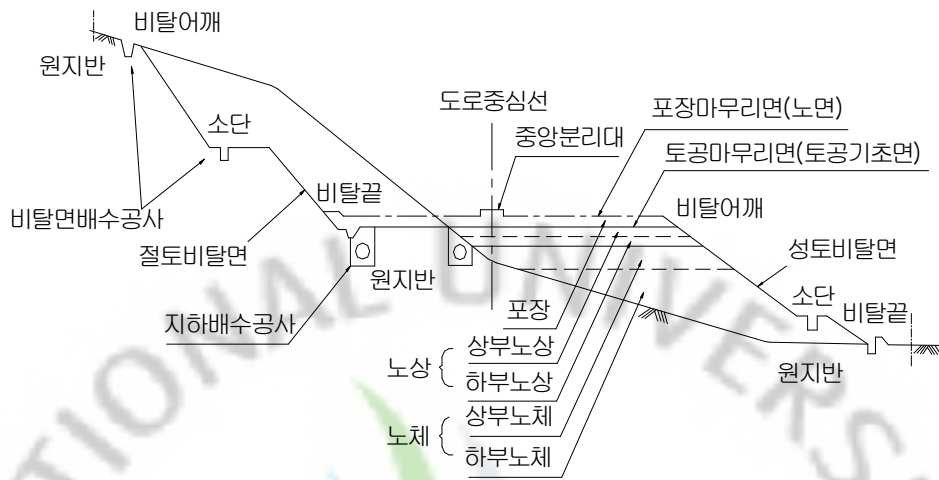 비탈어깨
원지반
도로중심선
포장마무리면(노면)
소단
중앙분리대
토공마무리면(토공기초면)
비탈끝
비탈면배수공사
비탈어깨
절토비탈면
원지반
성토비탈면
지하배수공사
포장
소단
비탈끝
노상 { 상부노상
하부노상
원지반
노체 { 상부노체
하부노체
TIONAL UNIVERS